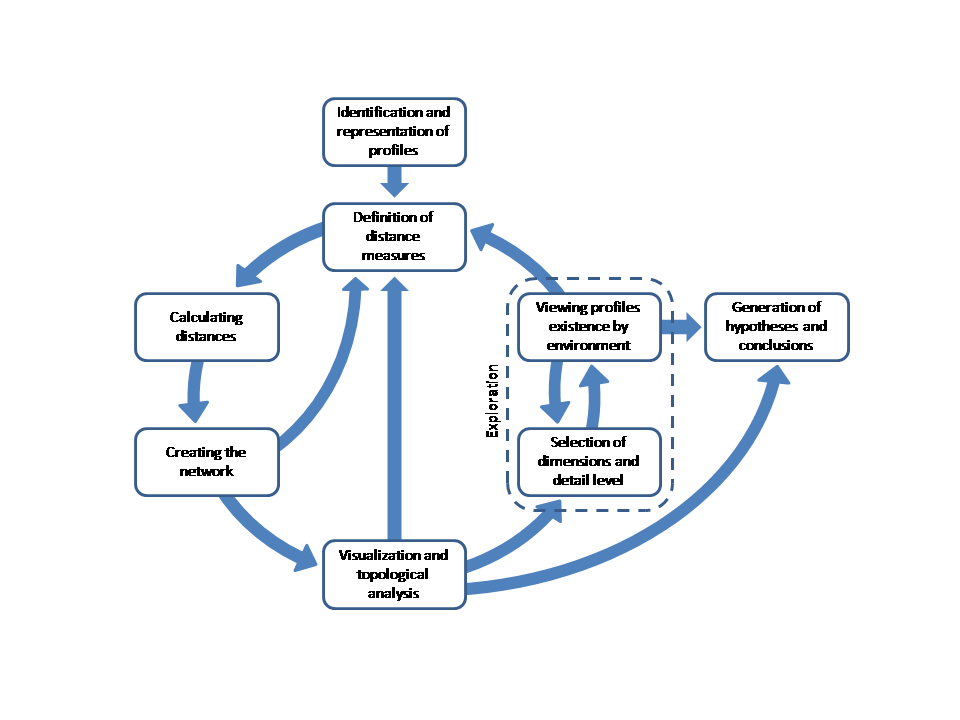 Identification and
representation of
profiles
Definition of
distance
measures
Calculating
distances
Viewing profiles
existence by
environment
Generation of
hypotheses and
conclusions
Exploration
Creating the
network
Selection of
dimensions and
detail level
Visualization and
topological
analysis